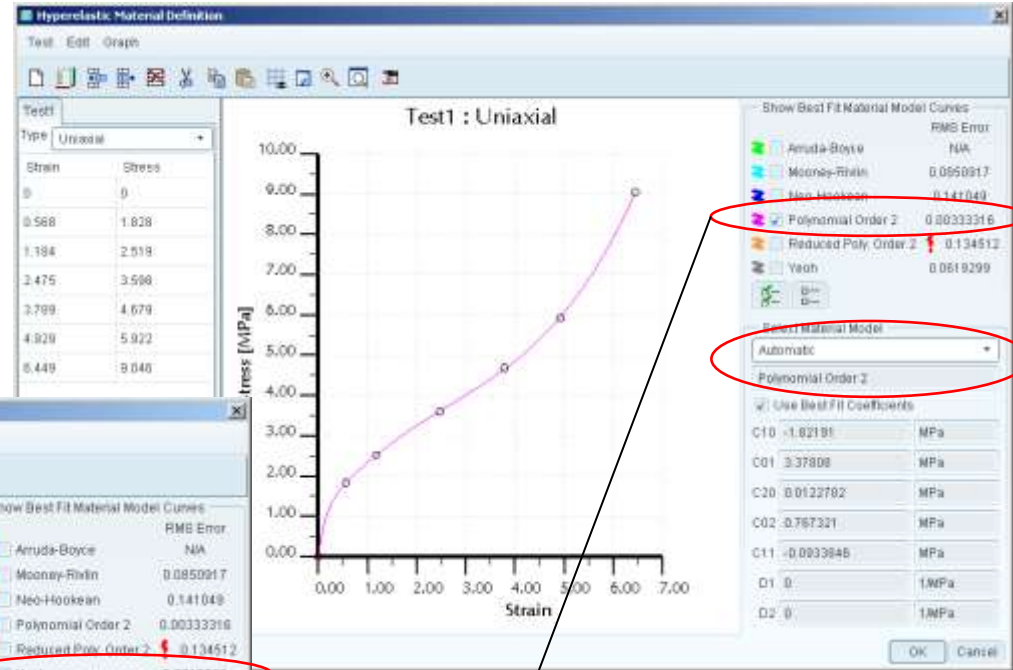 Hyperelastic Material Definition
Test Edit Graph
Test1
Type Uniaxial
Strain Stress
0 0
0.568 1.828
1.184 2.519
2.475 3.598
3.799 4.679
4.929 5.922
6.449 9.046
Test1 : Uniaxial
10.00
9.00
8.00
7.00
6.00
5.00
4.00
3.00
2.00
1.00
0.00
Stress [MPa]
0.00 1.00 2.00 3.00 4.00 5.00 6.00 7.00
Strain
Show Best Fit Material Model Curves
RMS Error
Arruda-Boyce N/A
Mooney-Rivlin 0.0850917
Neo-Hookean 0.141049
Polynomial Order 2 0.00333316
Reduced Poly. Order 2 0.134512
Yeoh 0.0619299
Select Material Model
Automatic
Polynomial Order 2
Use Best Fit Coefficients
C10 -1.82191 MPa
C01 3.37808 MPa
C20 0.0122782 MPa
C02 0.767321 MPa
C11 MPa
D1 0 1/MPa
D2 0 1/MPa
OK Cancel
how Best Fit Material Model Curves
RMS Error
Arruda-Boyce N/A
Mooney-Rivlin 0.0850917
Neo-Hookean 0.141049
Polynomial Order 2 0.00333316
Reduced Poly. Order 2 0.134512